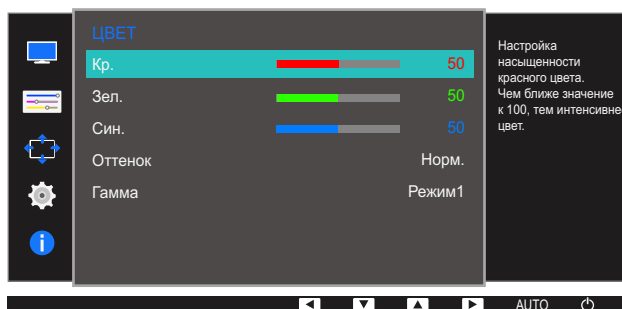 ЦВЕТ
Кр. 50
Зел. 50
Син. 50
Оттенок Норм.
Гамма Режим1
Настройка
насыщенности
красного цвета.
Чем ближе значение
к 100, тем интенсивне
цвет.
AUTO